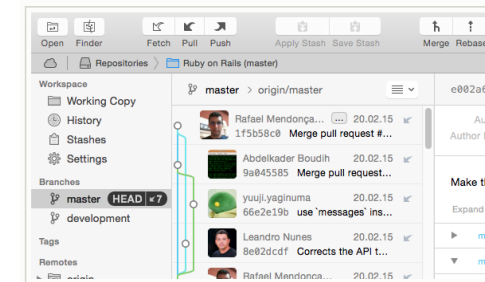 Open Finder Fetch Pull Push Apply Stash Save Stash Merge Rebase
Repositories Ruby on Rails (master)
Workspace
Working Copy
History
Stashes
Settings
Branches
master HEAD 7
development
Tags
Remotes
origin
master > origin/master
Rafael Mendonça... ... 20.02.15
1f5b58c0 Merge pull request #...
Abdelkader Boudih 20.02.15
9a045585 Merge pull request...
yuuji.yaginuma 20.02.15
66e2e19b use `messages` ins...
Leandro Nunes 20.02.15
8e02dcdf Corrects the API t...
Rafael Mendonça... 20.02.15
e002a6
Au
Author
Make th
Expand
m
m